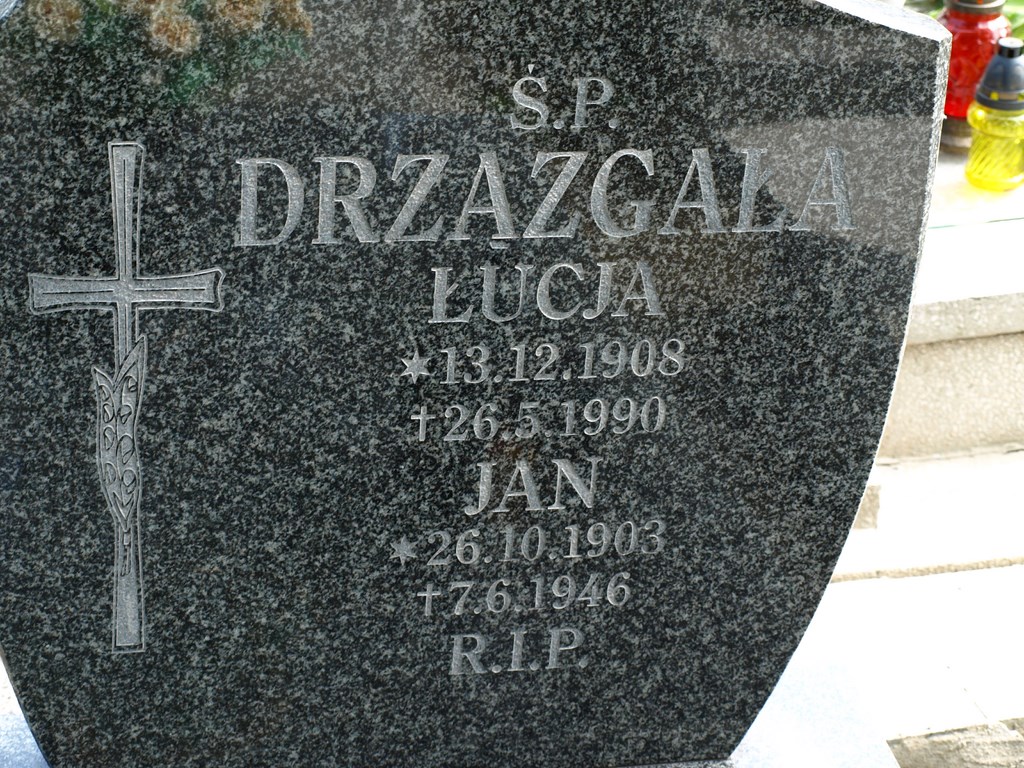 Ś.P.
DRZĄZGAŁA
ŁUCJA
*13.12.1908
†26.5.1990
JAN
*26.10.1903
†7.6.1946
R.I.P.